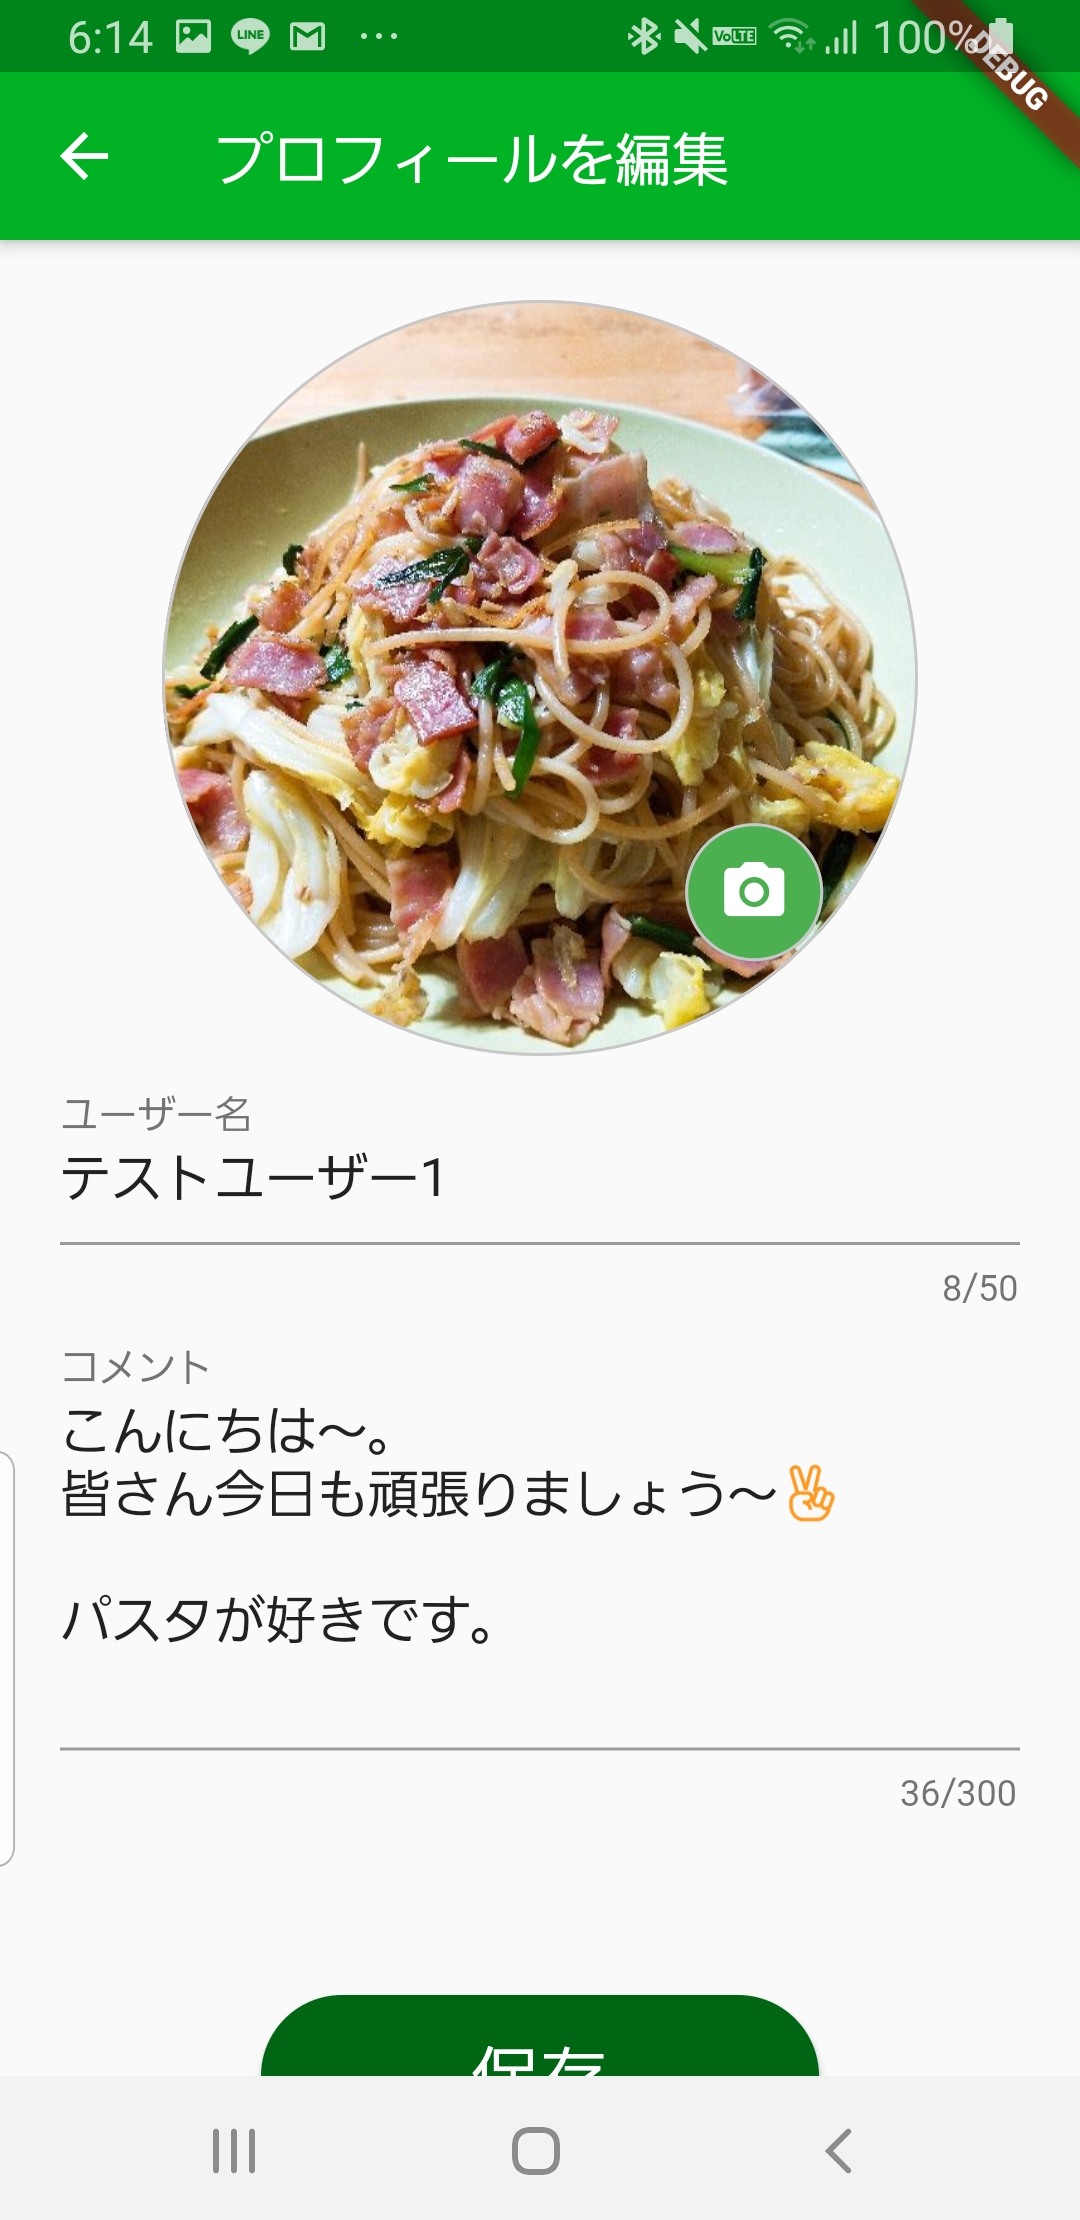 6:14 LINE VoLTE 100%
DEBUG
プロフィールを編集
ユーザー名
テストユーザー1
8/50
コメント
こんにちは〜。
皆さん今日も頑張りましょう〜✌
パスタが好きです。
36/300
保存